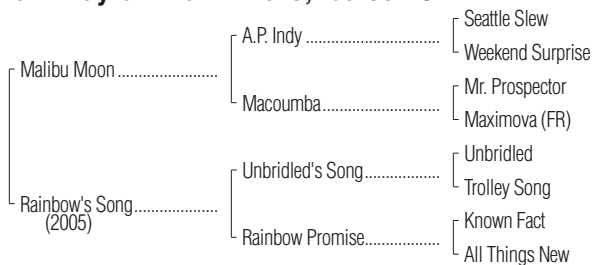 Seattle Slew
A.P. Indy ............................
Weekend Surprise
Malibu Moon .....................
Mr. Prospector
Macoumba ........................
Maximova (FR)
Unbridled
Unbridled's Song .................
Trolley Song
Rainbow's Song .................
(2005)
Known Fact
Rainbow Promise ................
All Things New